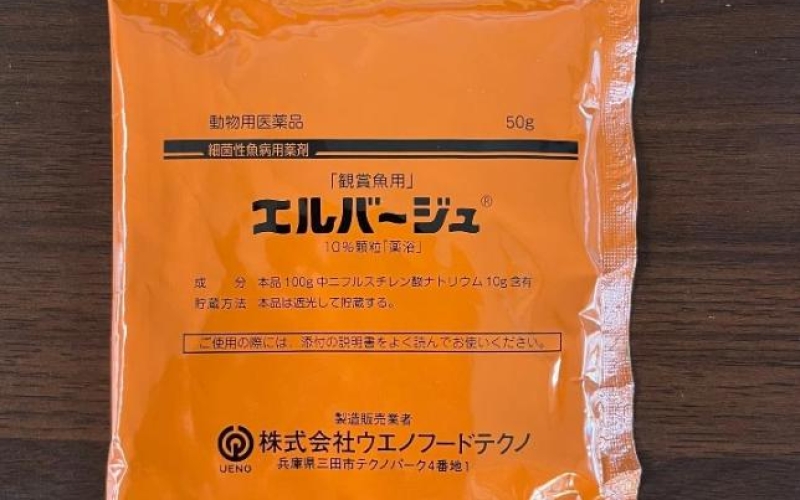 動物用医薬品 50g
細菌性魚病用薬剤
「観賞魚用」
エルバージュ®
10%顆粒「薬浴」
成 分 本品100g中ニフルスチレン酸ナトリウム10g含有
貯蔵方法 本品は遮光して貯蔵する。
ご使用の際には、添付の説明書をよく読んでお使いください。
製造販売業者
UENO 株式会社ウエノフードテクノ
兵庫県三田市テクノパーク4番地1